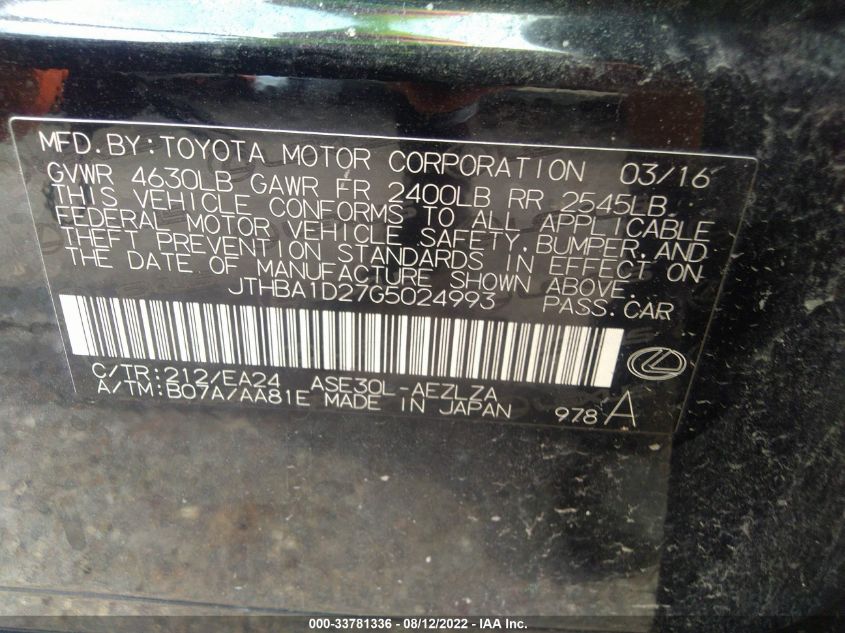 MFD.BY:TOYOTA MOTOR CORPORATION 03/16
GVWR 4630LB GAWR FR 2400LB RR 2545LB
THIS VEHICLE CONFORMS TO ALL APPLICABLE
FEDERAL MOTOR VEHICLE SAFETY,BUMPER,AND
THEFT PREVENTION STANDARDS IN EFFECT ON
THE DATE OF MANUFACTURE SHOWN ABOVE.
JTHBA1D27G5024993 PASS.CAR
C/TR:212/EA24 ASE30L-AEZLZA
A/TM:B07A/AA81E MADE IN JAPAN 978 A
000-33781336 - 08/12/2022 - IAA Inc.